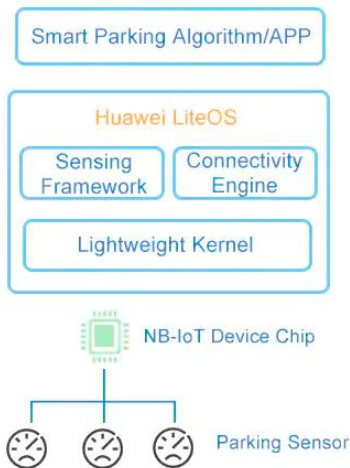 Smart Parking Algorithm/APP
Huawei LiteOS
Sensing
Framework
Connectivity
Engine
Lightweight Kernel
NB-IoT Device Chip
Parking Sensor